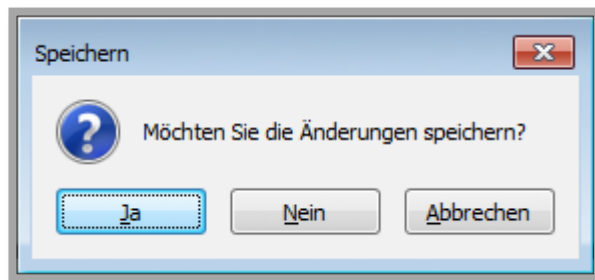 Speichern
Möchten Sie die Änderungen speichern?
Ja Nein Abbrechen